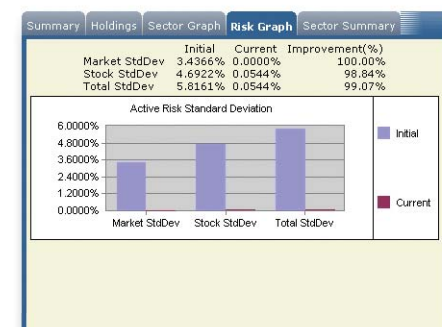 Summary Holdings Sector Graph Risk Graph Sector Summary
Initial Current Improvement(%)
Market StdDev 3.4366% 0.0000% 100.00%
Stock StdDev 4.6922% 0.0544% 98.84%
Total StdDev 5.8161% 0.0544% 99.07%
Active Risk Standard Deviation
6.0000%
4.8000%
3.6000%
2.4000%
1.2000%
0.0000%
Market StdDev Stock StdDev Total StdDev
Initial
Current